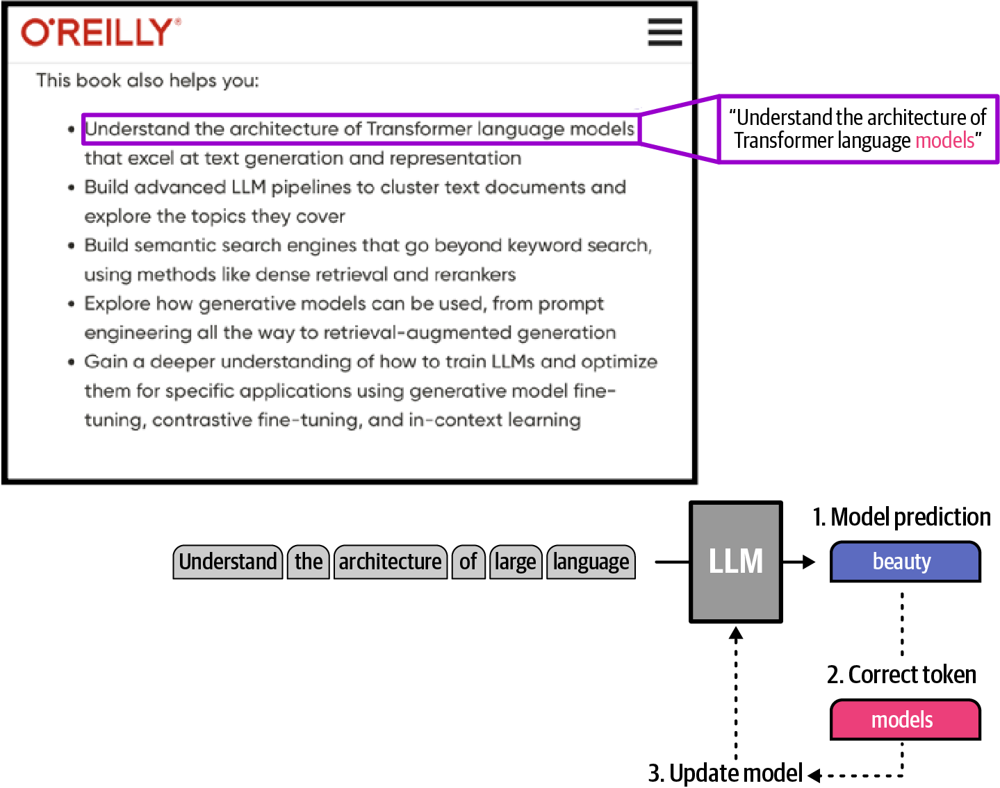 O'REILLY®
This book also helps you:
• Understand the architecture of Transformer language models
that excel at text generation and representation
• Build advanced LLM pipelines to cluster text documents and
explore the topics they cover
• Build semantic search engines that go beyond keyword search,
using methods like dense retrieval and rerankers
• Explore how generative models can be used, from prompt
engineering all the way to retrieval-augmented generation
• Gain a deeper understanding of how to train LLMs and optimize
them for specific applications using generative model fine-
tuning, contrastive fine-tuning, and in-context learning
“Understand the architecture of
Transformer language models”
Understand the architecture of large language
LLM
1. Model prediction
beauty
2. Correct token
models
3. Update model